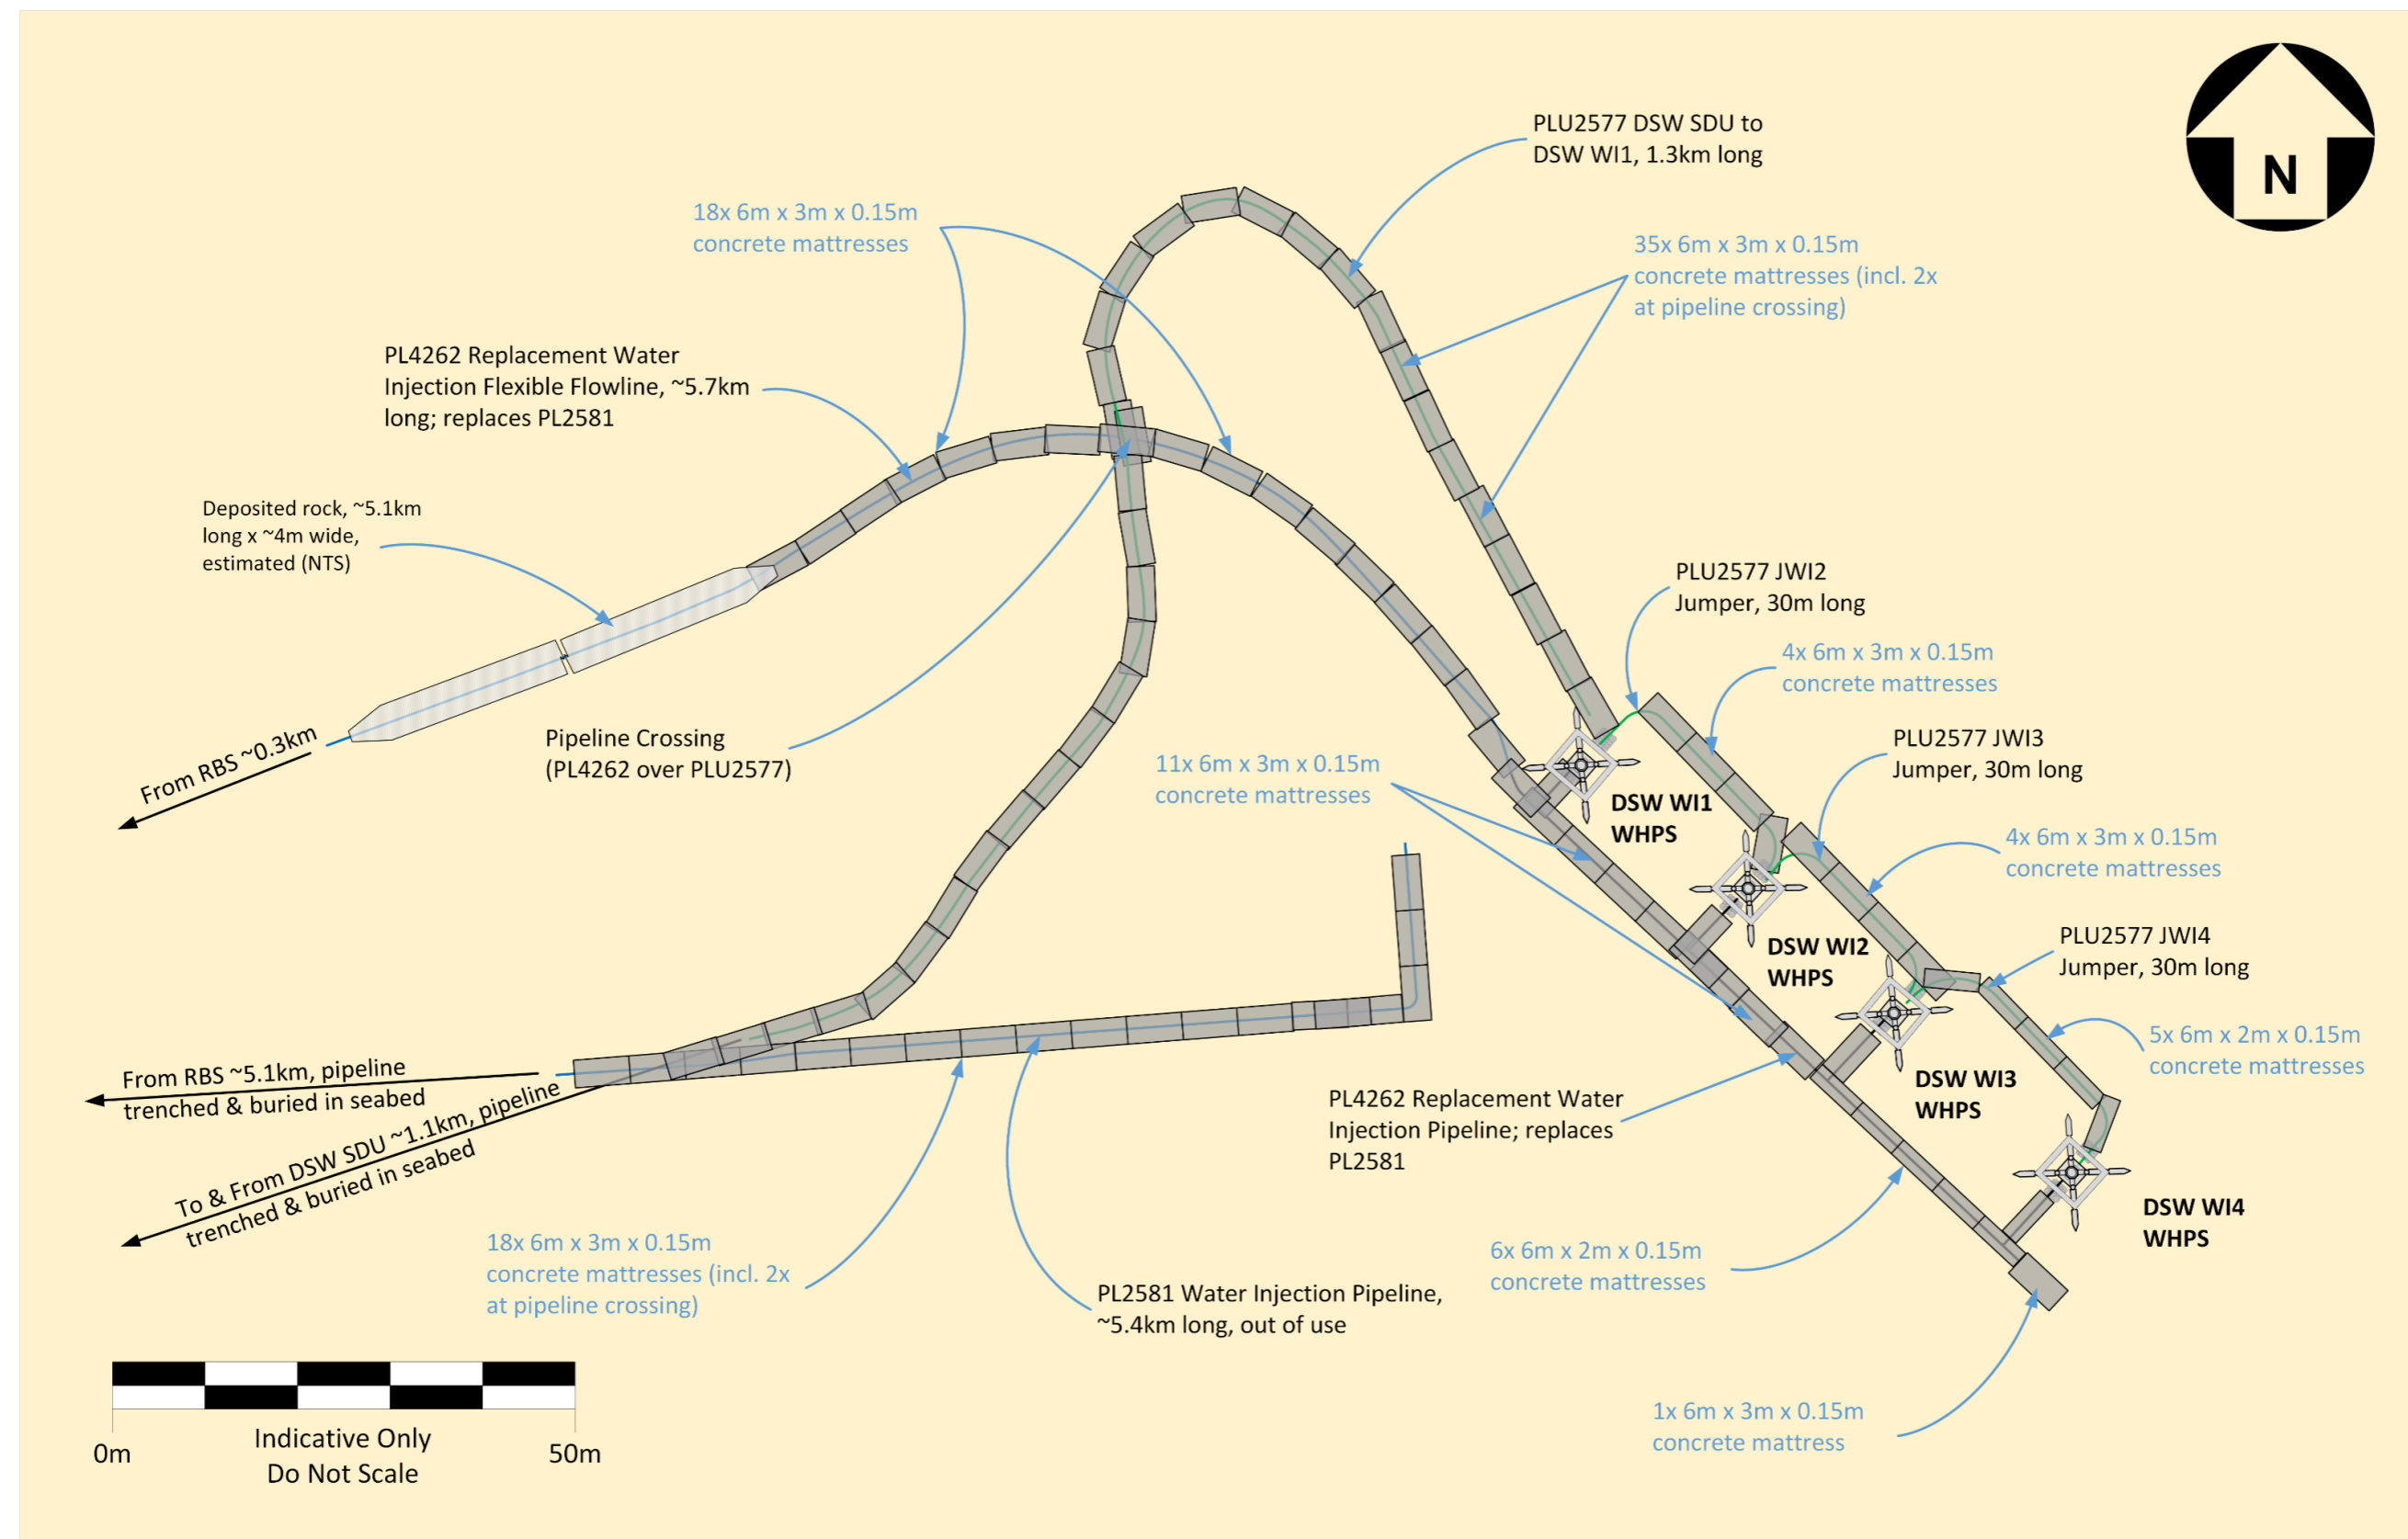 PLU2577 DSW SDU to
DSW WI1, 1.3km long
N
18x 6m x 3m x 0.15m
concrete mattresses
35x 6m x 3m x 0.15m
concrete mattresses (incl. 2x
at pipeline crossing)
PL4262 Replacement Water
Injection Flexible Flowline, ~5.7km
long; replaces PL2581
Deposited rock, ~5.1km
long x ~4m wide,
estimated (NTS)
PLU2577 JWI2
Jumper, 30m long
4x 6m x 3m x 0.15m
concrete mattresses
From RBS ~0.3km
Pipeline Crossing
(PL4262 over PLU2577)
11x 6m x 3m x 0.15m
concrete mattresses
PLU2577 JWI3
Jumper, 30m long
DSW WI1
WHPS
4x 6m x 3m x 0.15m
concrete mattresses
DSW WI2
WHPS
PLU2577 JWI4
Jumper, 30m long
5x 6m x 2m x 0.15m
concrete mattresses
From RBS ~5.1km, pipeline
trenched & buried in seabed
To & From DSW SDU ~1.1km, pipeline
trenched & buried in seabed
DSW WI3
WHPS
PL4262 Replacement Water
Injection Pipeline; replaces
PL2581
DSW WI4
WHPS
18x 6m x 3m x 0.15m
concrete mattresses (incl. 2x
at pipeline crossing)
PL2581 Water Injection Pipeline,
~5.4km long, out of use
6x 6m x 2m x 0.15m
concrete mattresses
1x 6m x 3m x 0.15m
concrete mattress
0m
Indicative Only
Do Not Scale
50m